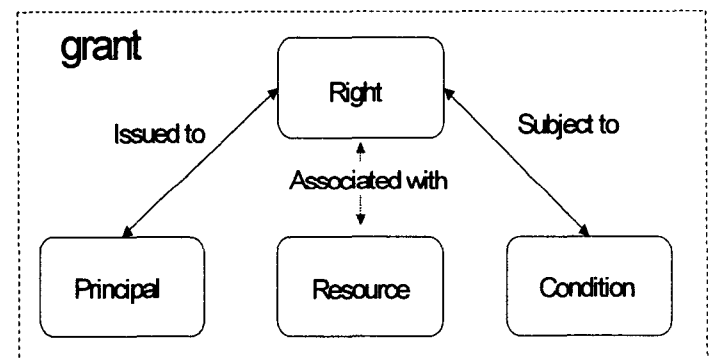 grant
Right
Issued to
Subject to
Associated with
Principal
Resource
Condition